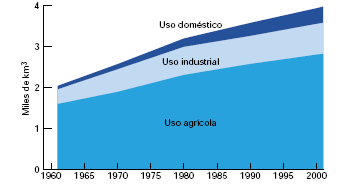 4
3
2
1
0
Miles de km³
Uso doméstico
Uso industrial
Uso agrícola
1960 1965 1970 1975 1980 1985 1990 1995 2000